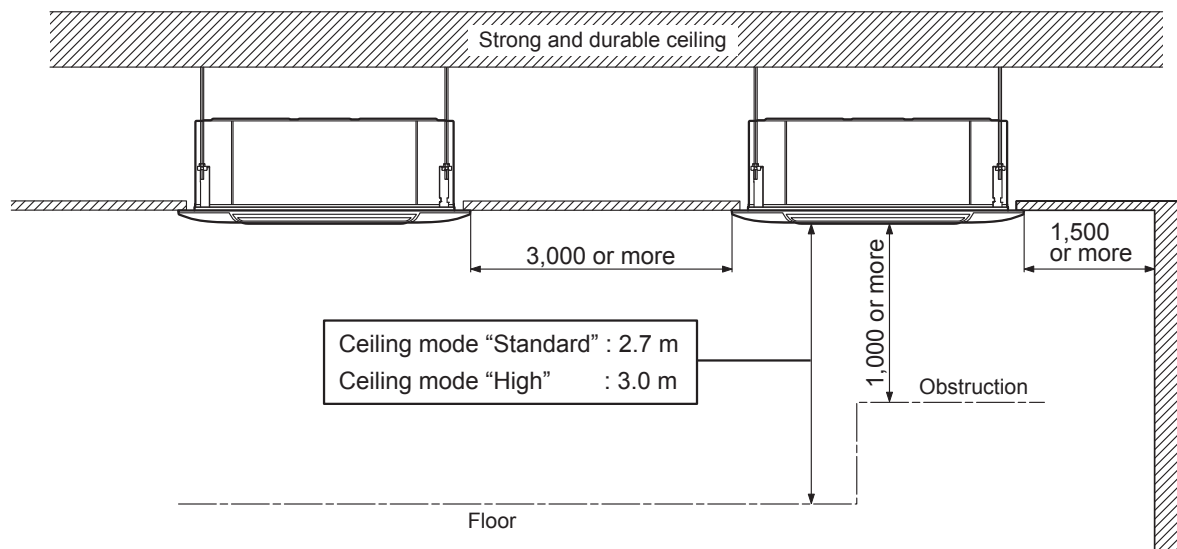 Strong and durable ceiling
3,000 or more
1,500
or more
1,000 or more
Ceiling mode “Standard” : 2.7 m
Ceiling mode “High” : 3.0 m
Obstruction
Floor